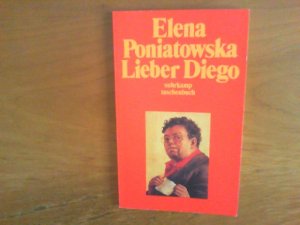 Elena
Poniatowska
Lieber Diego
suhrkamp
taschenbuch